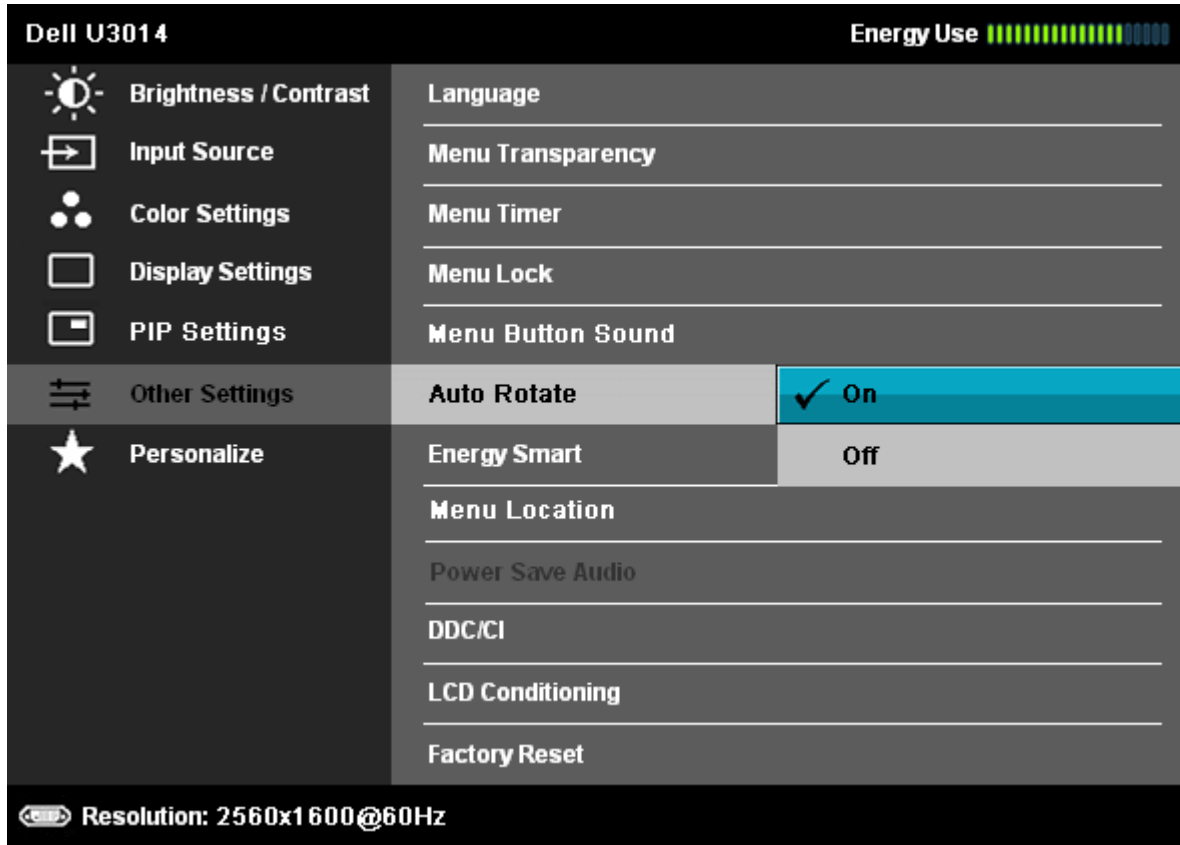 Dell U3014
Energy Use
Brightness / Contrast
Input Source
Color Settings
Display Settings
PIP Settings
Other Settings
Personalize
Language
Menu Transparency
Menu Timer
Menu Lock
Menu Button Sound
Auto Rotate
On
Off
Energy Smart
Menu Location
Power Save Audio
DDC/CI
LCD Conditioning
Factory Reset
Resolution: 2560x1600@60Hz